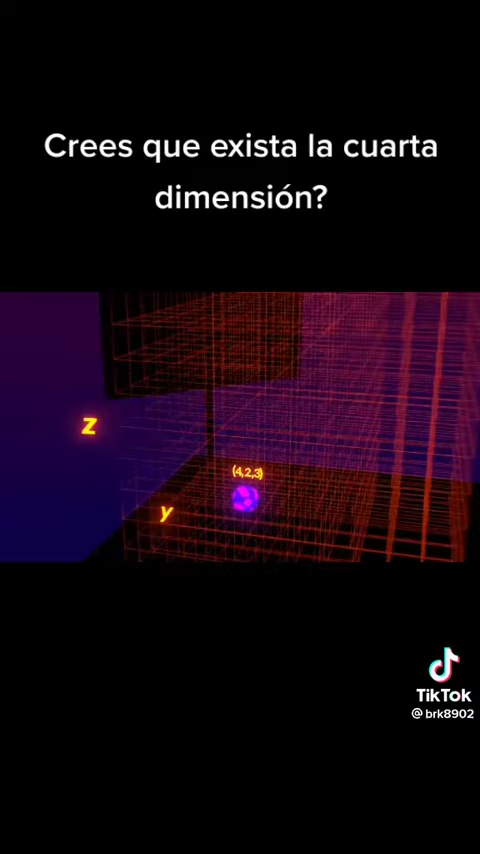 Crees que exista la cuarta
dimensión?
z
(4,2,3)
y
TikTok
@brk8902